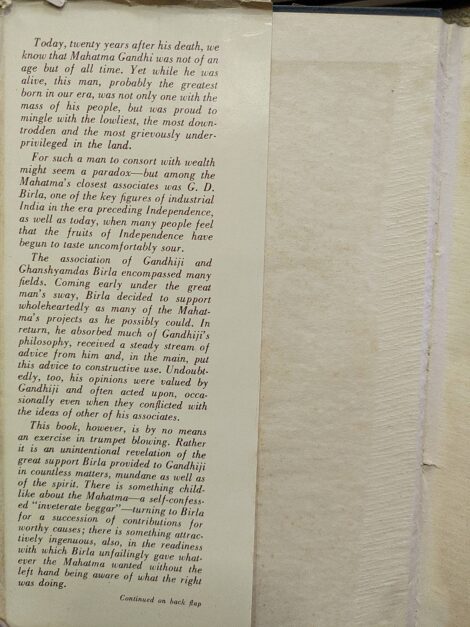 Today, twenty years after his death, we
know that Mahatma Gandhi was not of an
age but of all time. Yet while he was
alive, this man, probably the greatest
born in our era, was not only one with the
mass of his people, but was proud to
mingle with the lowliest, the most down-
trodden and the most grievously under-
privileged in the land.
For such a man to consort with wealth
might seem a paradox—but among the
Mahatma's closest associates was G. D.
Birla, one of the key figures of industrial
India in the era preceding Independence,
as well as today, when many people feel
that the fruits of Independence have
begun to taste uncomfortably sour.
The association of Gandhiji and
Ghanshyamdas Birla encompassed many
fields. Coming early under the great
man's sway, Birla decided to support
wholeheartedly as many of the Mahat-
ma's projects as he possibly could. In
return, he absorbed much of Gandhiji's
philosophy, received a steady stream of
advice from him and, in the main, put
this advice to constructive use. Undoubt-
edly, too, his opinions were valued by
Gandhiji and often acted upon, occa-
sionally even when they conflicted with
the ideas of other of his associates.
This book, however, is by no means
an exercise in trumpet blowing. Rather
it is an unintentional revelation of the
great support Birla provided to Gandhiji
in countless matters, mundane as well as
of the spirit. There is something child-
like about the Mahatma—a self-confess-
ed "inveterate beggar"—turning to Birla
for a succession of contributions for
worthy causes; there is something attrac-
tively ingenuous, also, in the readiness
with which Birla unfailingly gave what-
ever the Mahatma wanted without the
left hand being aware of what the right
was doing.
Continued on back flap